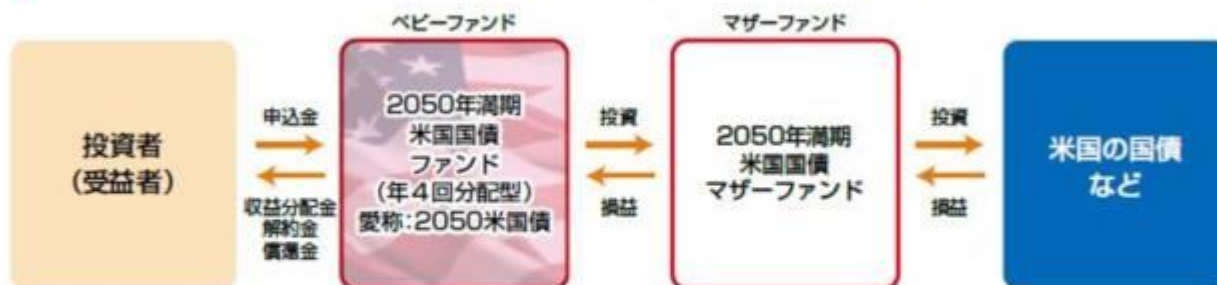 ベビーファンド
マザーファンド
投資者
(受益者)
申込金
収益分配金
解約金
償還金
2050年満期
米国国債
ファンド
(年4回分配型)
愛称:2050米国債
投資
損益
2050年満期
米国国債
マザーファンド
投資
損益
米国の国債
など